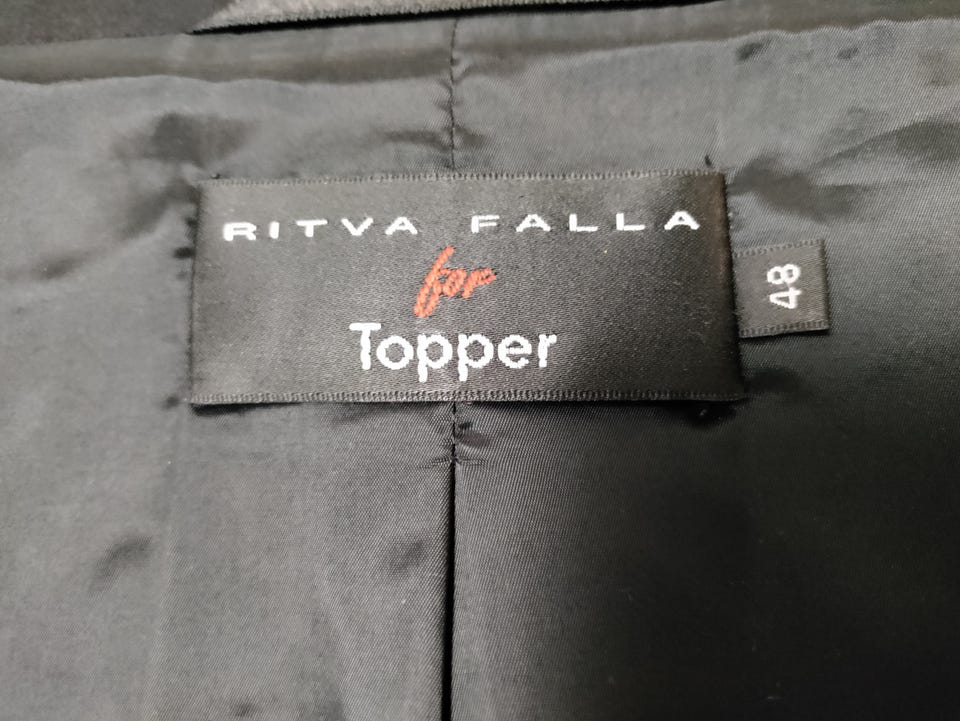 RITVA FALLA
for
Topper
48